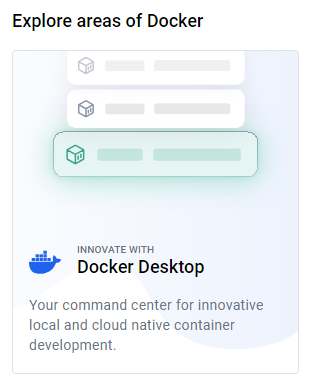 Explore areas of Docker
INNOVATE WITH
Docker Desktop
Your command center for innovative
local and cloud native container
development.